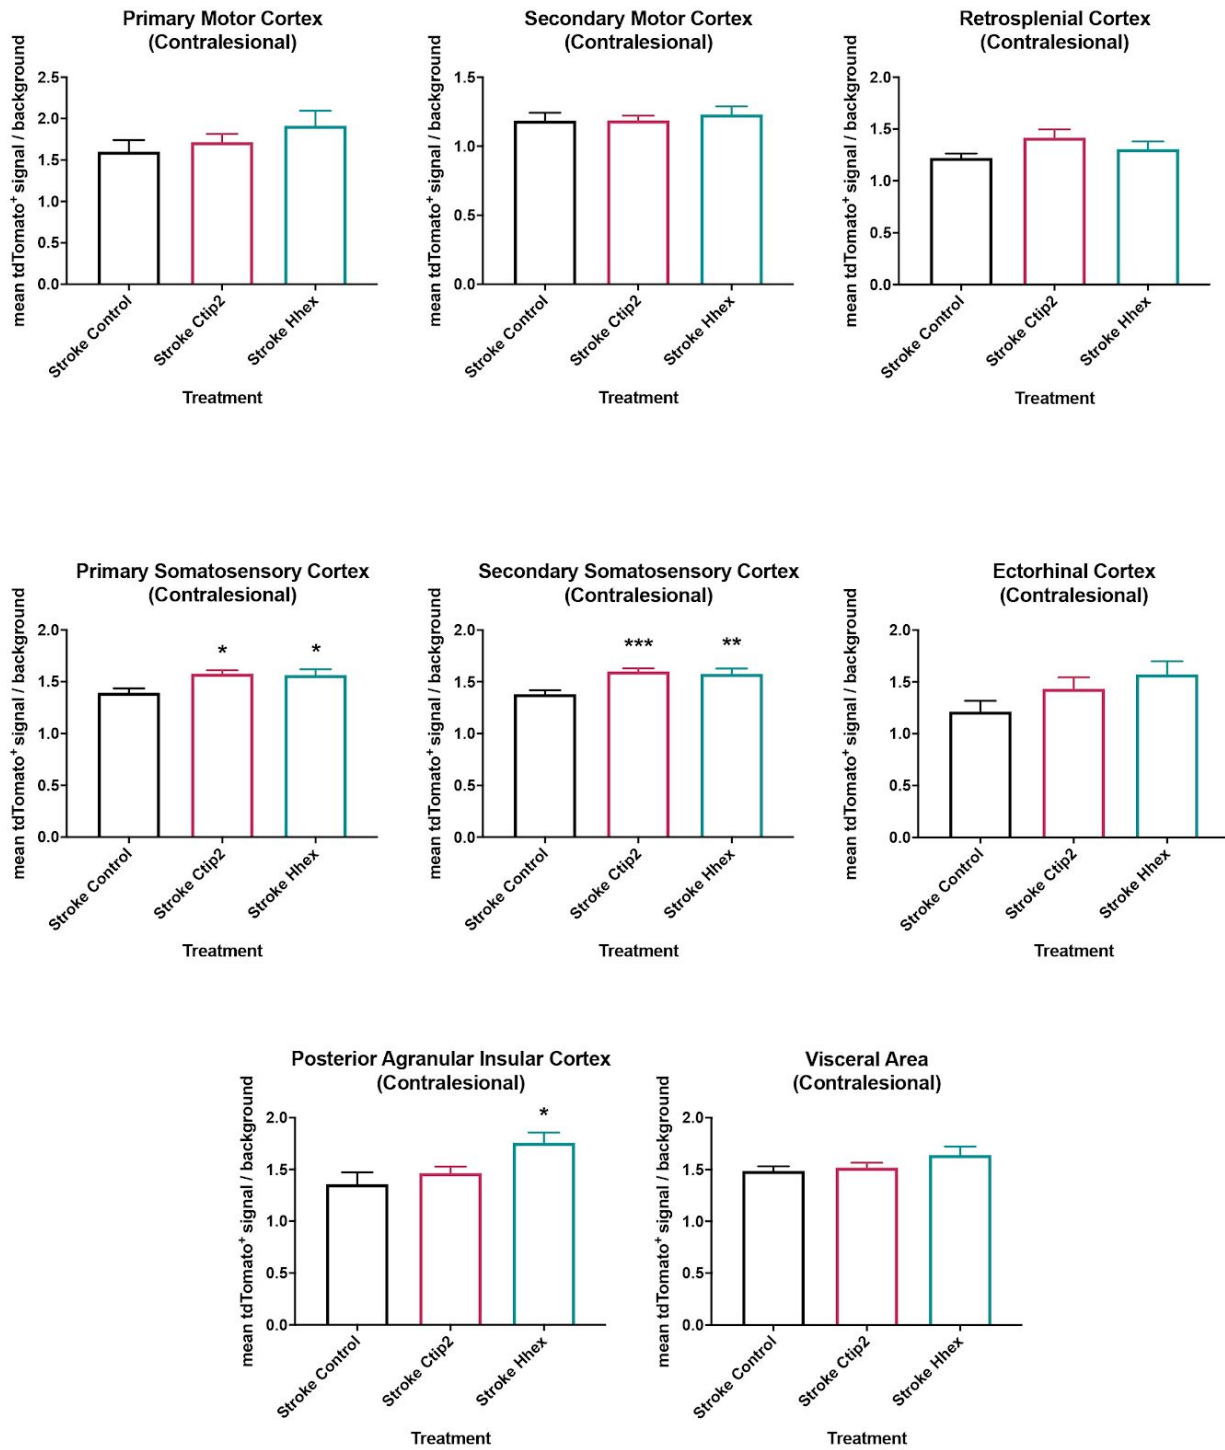 Primary Motor Cortex
(Contralesional)
mean tdTomato⁺ signal / background
2.5
2.0
1.5
1.0
0.5
0.0
Stroke Control
Stroke Ctip2
Stroke Hhex
Treatment
Secondary Motor Cortex
(Contralesional)
mean tdTomato⁺ signal / background
1.5
1.0
0.5
0.0
Stroke Control
Stroke Ctip2
Stroke Hhex
Treatment
Retrosplenial Cortex
(Contralesional)
mean tdTomato⁺ signal / background
2.0
1.5
1.0
0.5
0.0
Stroke Control
Stroke Ctip2
Stroke Hhex
Treatment
Primary Somatosensory Cortex
(Contralesional)
mean tdTomato⁺ signal / background
2.0
1.5
1.0
0.5
0.0
*
*
Stroke Control
Stroke Ctip2
Stroke Hhex
Treatment
Secondary Somatosensory Cortex
(Contralesional)
mean tdTomato⁺ signal / background
2.0
1.5
1.0
0.5
0.0
***
**
Stroke Control
Stroke Ctip2
Stroke Hhex
Treatment
Ectorhinal Cortex
(Contralesional)
mean tdTomato⁺ signal / background
2.0
1.5
1.0
0.5
0.0
Stroke Control
Stroke Ctip2
Stroke Hhex
Treatment
Posterior Agranular Insular Cortex
(Contralesional)
mean tdTomato⁺ signal / background
2.0
1.5
1.0
0.5
0.0
*
Stroke Control
Stroke Ctip2
Stroke Hhex
Treatment
Visceral Area
(Contralesional)
mean tdTomato⁺ signal / background
2.0
1.5
1.0
0.5
0.0
Stroke Control
Stroke Ctip2
Stroke Hhex
Treatment